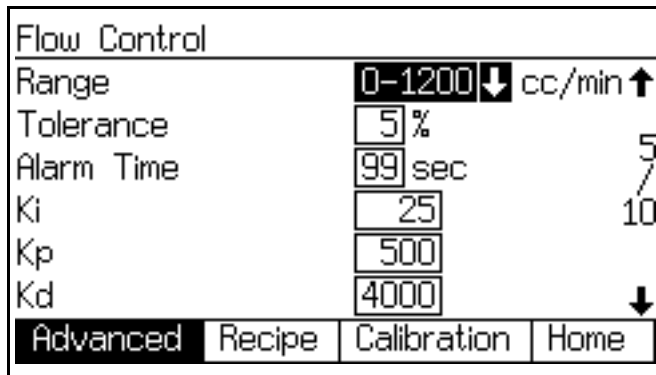 Flow Control
Range 0-1200 cc/min
Tolerance 5 %
Alarm Time 99 sec
5/10
Ki 25
Kp 500
Kd 4000
Advanced Recipe Calibration Home